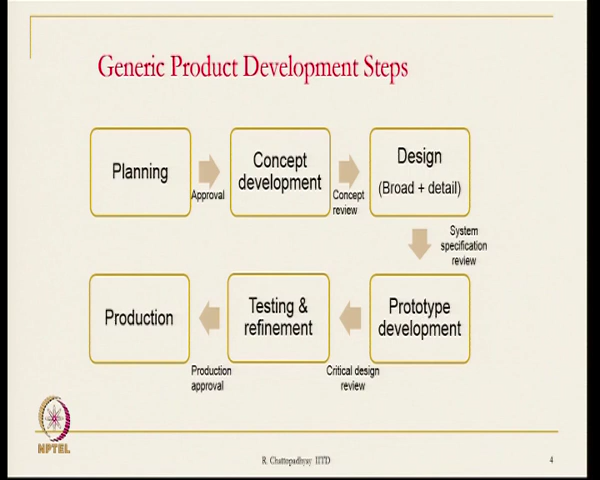 Generic Product Development Steps
Planning
Approval
Concept
development
Concept
review
Design
(Broad + detail)
System
specification
review
Prototype
development
Critical design
review
Testing &
refinement
Production
approval
Production
NPTEL
R. Chattopadhyay IITD
4